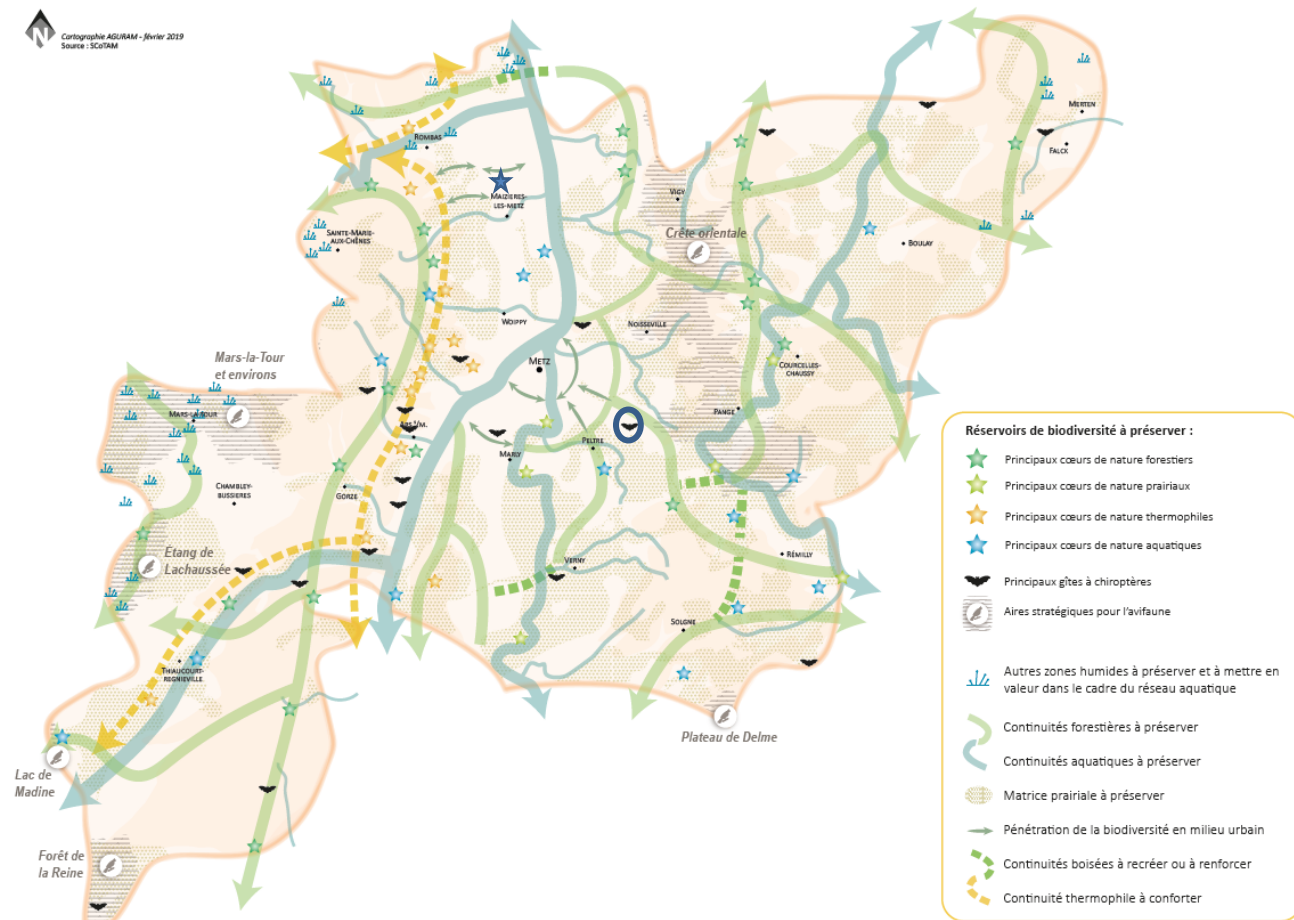 N
Cartographie AGURAM - février 2019
Source : SCoTAM
MERTEN
FALCK
ROMBAS
MAIZIERES-
LES-METZ
VIGY
Crête orientale
SAINTE-MARIE-
AUX-CHÊNES
BOULAY
WOIPPY
NOISSEVILLE
METZ
COURCELLES-
CHAUSSY
Mars-la-Tour
et environs
MARS-LA-TOUR
PANGE
ARS S/M.
MARLY
PELTRE
CHAMBLEY-
BUSSIERES
GORZE
Étang de
Lachaussée
VERNY
RÉMILLY
SOLGNE
THIAUCOURT-
REGNIEVILLE
Plateau de Delme
Lac de
Madine
Forêt de
la Reine
Réservoirs de biodiversité à préserver :
Principaux cœurs de nature forestiers
Principaux cœurs de nature prairiaux
Principaux cœurs de nature thermophiles
Principaux cœurs de nature aquatiques
Principaux gîtes à chiroptères
Aires stratégiques pour l'avifaune
Autres zones humides à préserver et à mettre en
valeur dans le cadre du réseau aquatique
Continuités forestières à préserver
Continuités aquatiques à préserver
Matrice prairiale à préserver
Pénétration de la biodiversité en milieu urbain
Continuités boisées à recréer ou à renforcer
Continuité thermophile à conforter